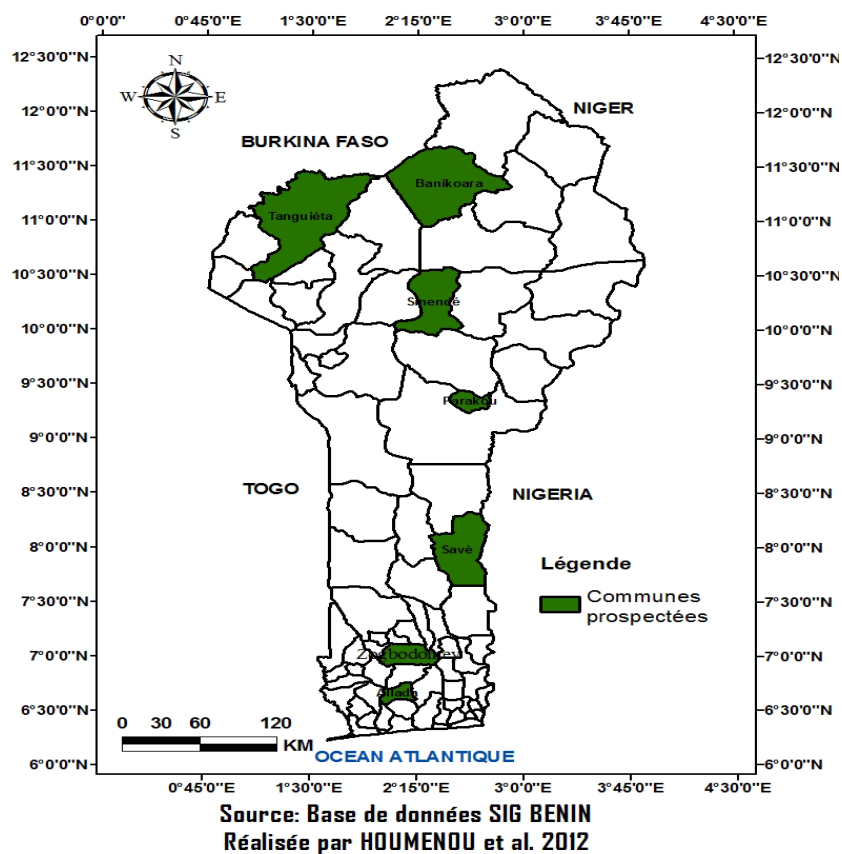 0°0'0" 0°45'0"E 1°30'0"E 2°15'0"E 3°0'0"E 3°45'0"E 4°30'0"E
12°30'0"N 12°30'0"N
N
W E
S
NIGER
12°0'0"N 12°0'0"N
BURKINA FASO
11°30'0"N 11°30'0"N
Banikoara
Tanguiéta
11°0'0"N 11°0'0"N
10°30'0"N 10°30'0"N
Sinendé
10°0'0"N 10°0'0"N
9°30'0"N 9°30'0"N
Parakou
9°0'0"N 9°0'0"N
TOGO NIGERIA
8°30'0"N 8°30'0"N
Savè
8°0'0"N 8°0'0"N
Légende
Communes
prospectées
7°30'0"N 7°30'0"N
7°0'0"N Zogbodomey 7°0'0"N
Allada
6°30'0"N 6°30'0"N
0 30 60 120
KM
OCEAN ATLANTIQUE
6°0'0"N 6°0'0"N
0°45'0"E 1°30'0"E 2°15'0"E 3°0'0"E 3°45'0"E 4°30'0"E
Source: Base de données SIG BENIN
Réalisée par HOUMENOU et al. 2012